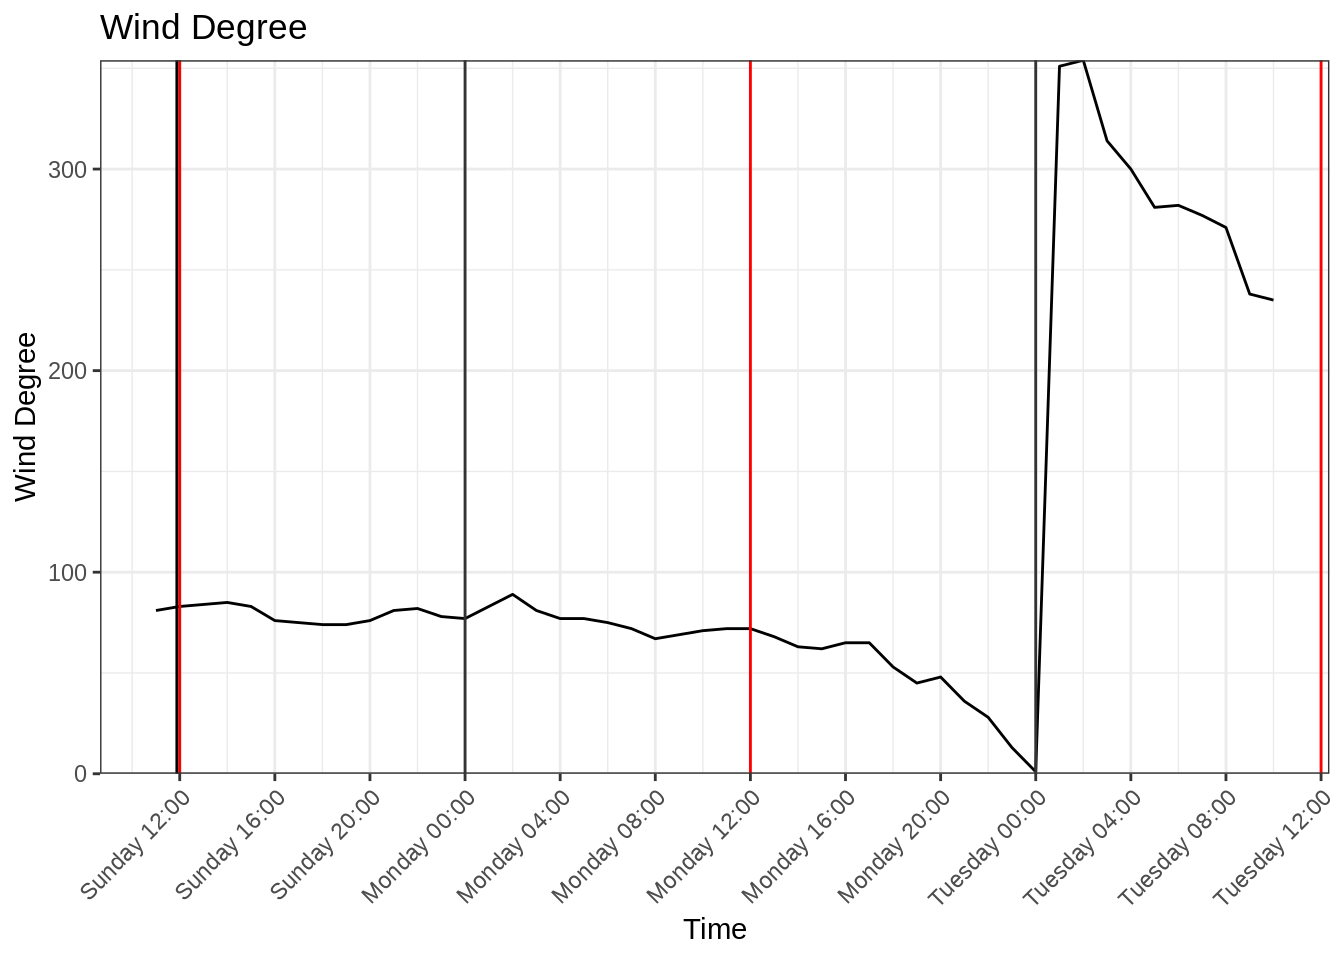 Wind Degree
Wind Degree
300
200
100
0
Sunday 12:00
Sunday 16:00
Sunday 20:00
Monday 00:00
Monday 04:00
Monday 08:00
Monday 12:00
Monday 16:00
Monday 20:00
Tuesday 00:00
Tuesday 04:00
Tuesday 08:00
Tuesday 12:00
Time